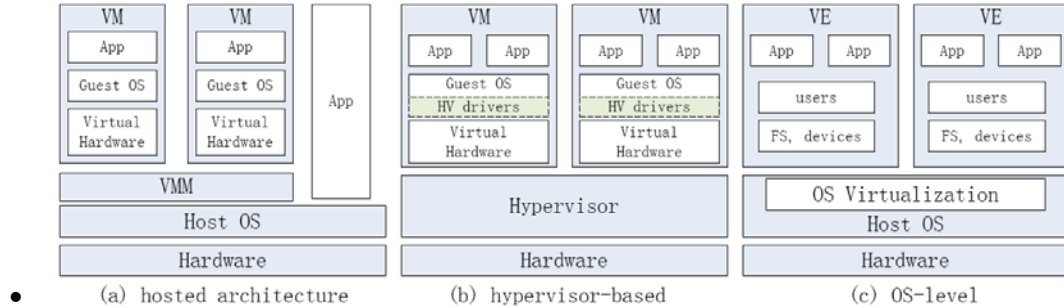 VM
App
Guest OS
Virtual
Hardware
VM
App
Guest OS
Virtual
Hardware
App
VMM
Host OS
Hardware
(a) hosted architecture
VM
App App
Guest OS
HV drivers
Virtual
Hardware
VM
App App
Guest OS
HV drivers
Virtual
Hardware
Hypervisor
Hardware
(b) hypervisor-based
VE
App App
users
FS, devices
VE
App App
users
FS, devices
OS Virtualization
Host OS
Hardware
(c) OS-level